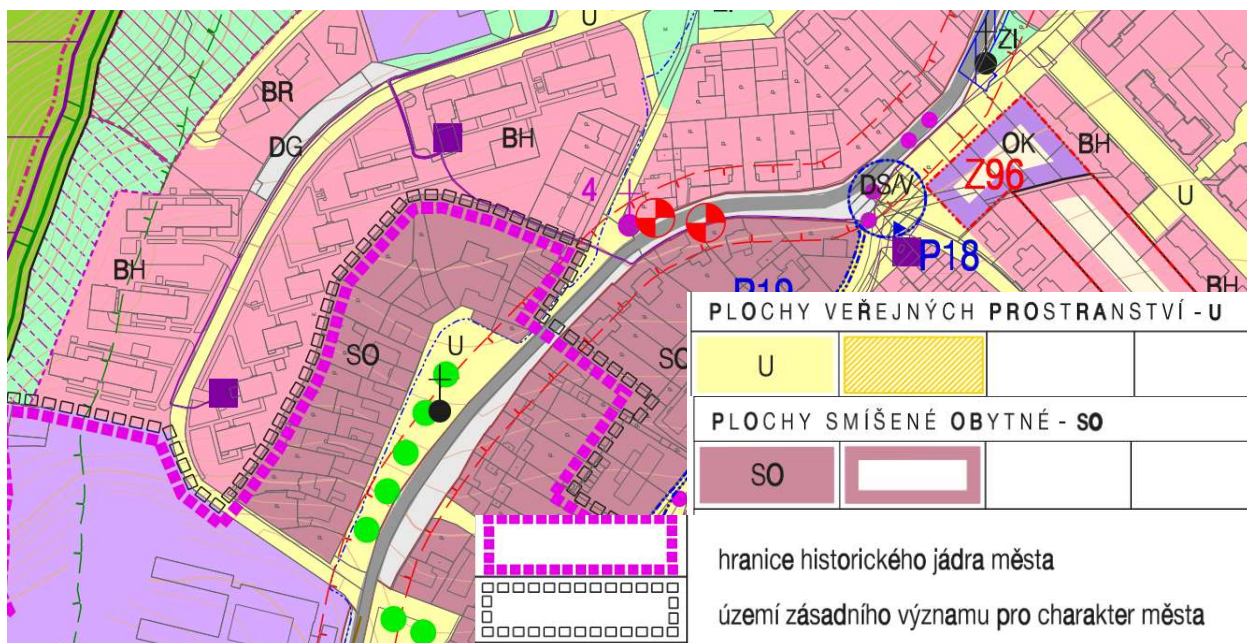 U
ZI
BR
OK
BH
DG
BH
Z96
DS/V
4
U
P18
BH
BH
P19
SO
U
SO
PLOCHY VEŘEJNÝCH PROSTRANSTVÍ - U
U
PLOCHY SMÍŠENÉ OBYTNÉ - SO
SO
hranice historického jádra města
území zásadního významu pro charakter města